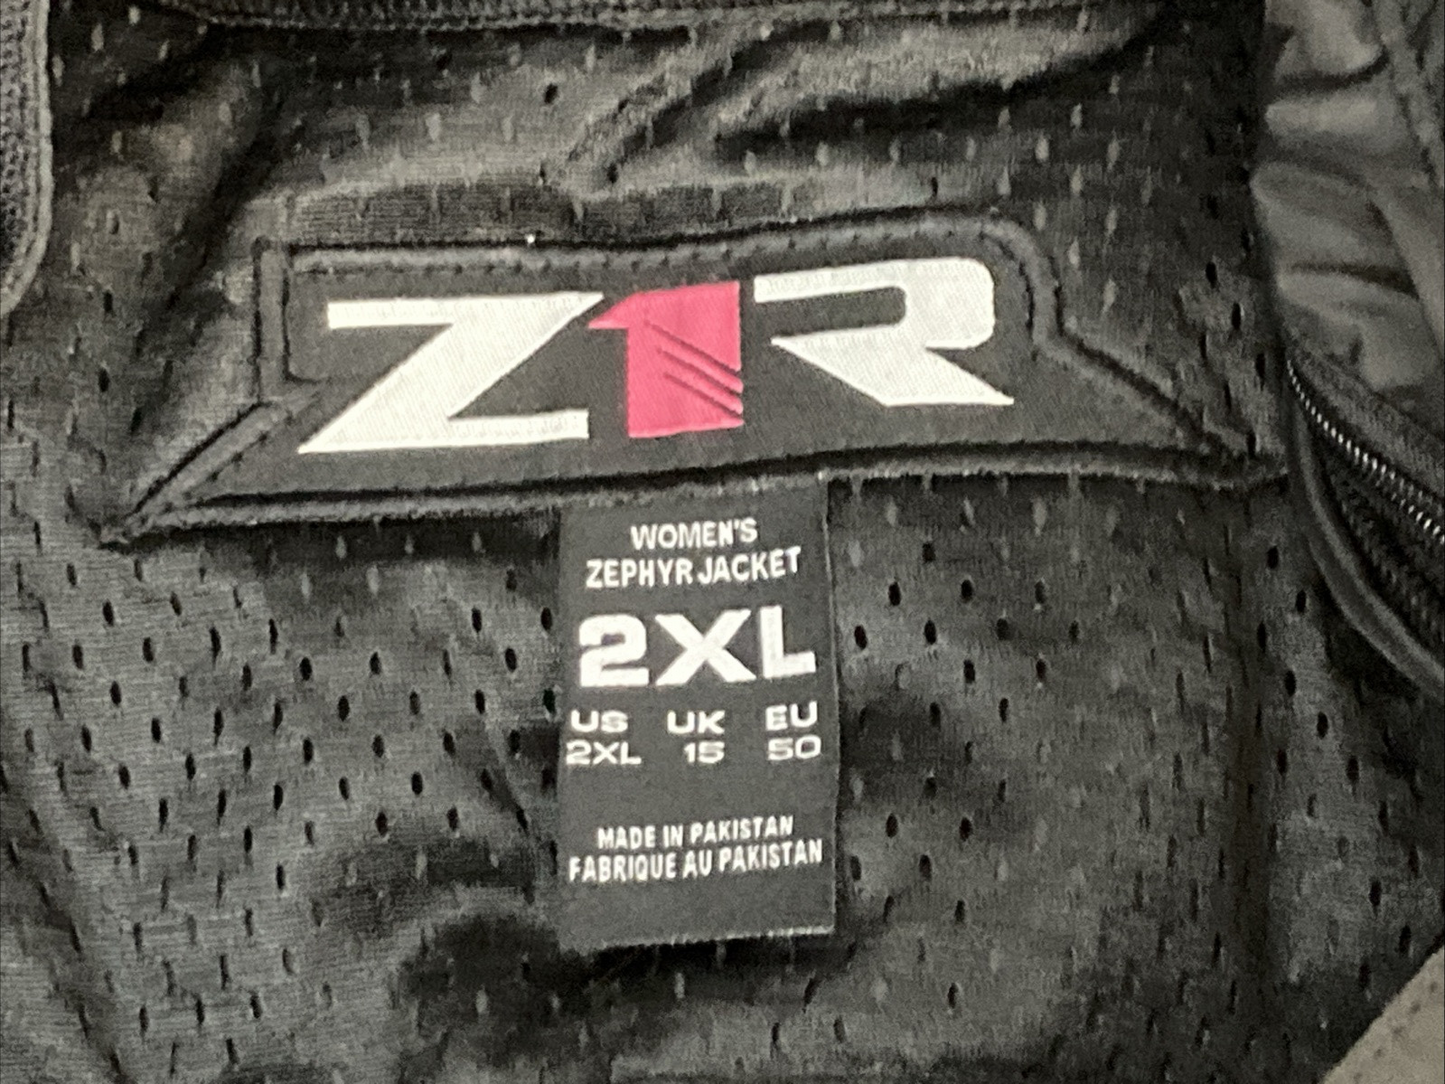 Z1R
WOMEN'S
ZEPHYR JACKET
2XL
US UK EU
2XL 15 50
MADE IN PAKISTAN
FABRIQUE AU PAKISTAN